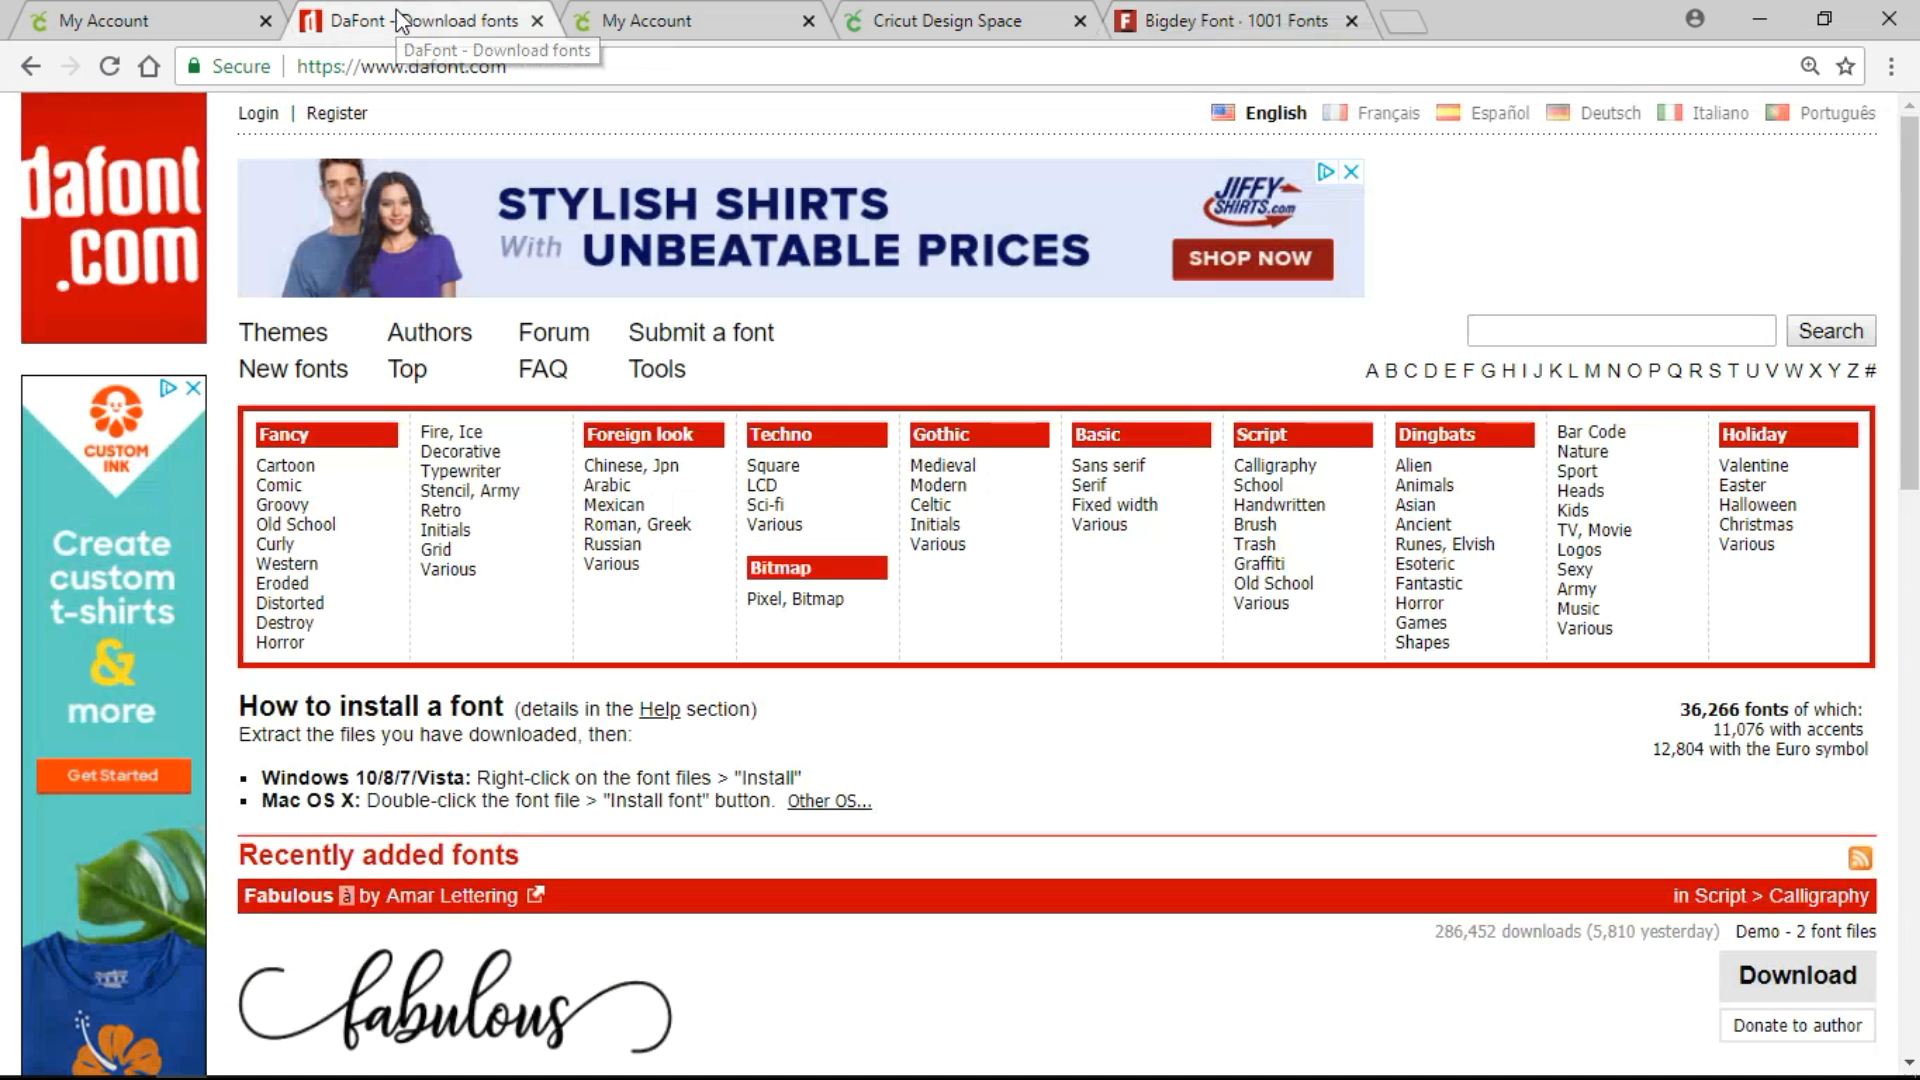 My Account
DaFont - Download fonts
My Account
Cricut Design Space
Bigdey Font · 1001 Fonts
DaFont - Download fonts
Secure | https://www.dafont.com
dafont
.com
Login | Register
English Français Español Deutsch Italiano Português
STYLISH SHIRTS
With UNBEATABLE PRICES
JIFFY
SHIRTS.com
SHOP NOW
Themes Authors Forum Submit a font
New fonts Top FAQ Tools
Search
A B C D E F G H I J K L M N O P Q R S T U V W X Y Z #
CUSTOM
INK
Create
custom
t-shirts
&
more
Get Started
Fancy
Cartoon
Comic
Groovy
Old School
Curly
Western
Eroded
Distorted
Destroy
Horror
Fire, Ice
Decorative
Typewriter
Stencil, Army
Retro
Initials
Grid
Various
Foreign look
Chinese, Jpn
Arabic
Mexican
Roman, Greek
Russian
Various
Techno
Square
LCD
Sci-fi
Various
Bitmap
Pixel, Bitmap
Gothic
Medieval
Modern
Celtic
Initials
Various
Basic
Sans serif
Serif
Fixed width
Various
Script
Calligraphy
School
Handwritten
Brush
Trash
Graffiti
Old School
Various
Dingbats
Alien
Animals
Asian
Ancient
Runes, Elvish
Esoteric
Fantastic
Horror
Games
Shapes
Bar Code
Nature
Sport
Heads
Kids
TV, Movie
Logos
Sexy
Army
Music
Various
Holiday
Valentine
Easter
Halloween
Christmas
Various
How to install a font (details in the Help section)
Extract the files you have downloaded, then:
▪ Windows 10/8/7/Vista: Right-click on the font files > "Install"
▪ Mac OS X: Double-click the font file > "Install font" button. Other OS...
36,266 fonts of which:
11,076 with accents
12,804 with the Euro symbol
Recently added fonts
Fabulous à by Amar Lettering
in Script > Calligraphy
286,452 downloads (5,810 yesterday) Demo - 2 font files
fabulous
Download
Donate to author